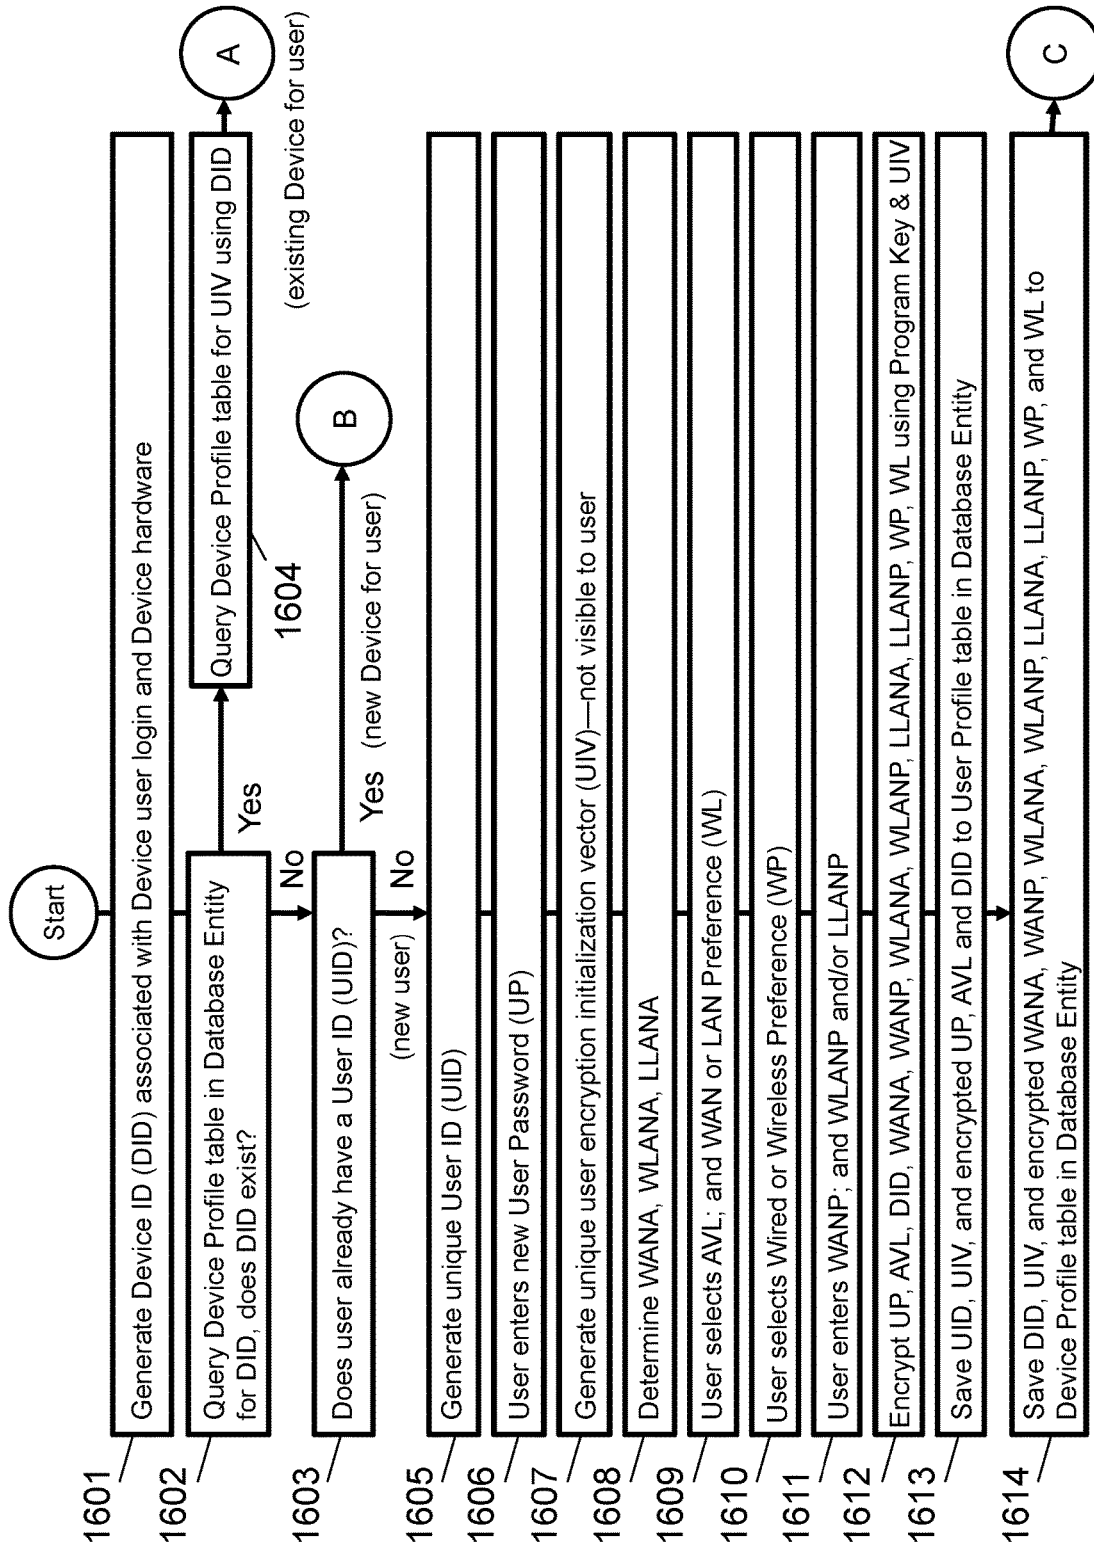 Start
1601
Generate Device ID (DID) associated with Device user login and Device hardware
1602
Query Device Profile table in Database Entity
for DID, does DID exist?
Yes
Query Device Profile table for UIV using DID
1604
A
(existing Device for user)
No
1603
Does user already have a User ID (UID)?
Yes (new Device for user)
B
No
(new user)
1605
Generate unique User ID (UID)
1606
User enters new User Password (UP)
1607
Generate unique user encryption initialization vector (UIV)—not visible to user
1608
Determine WANA, WLANA, LLANA
1609
User selects AVL; and WAN or LAN Preference (WL)
1610
User selects Wired or Wireless Preference (WP)
1611
User enters WANP; and WLANP and/or LLANP
1612
Encrypt UP, AVL, DID, WANA, WANP, WLANA, WLANP, LLANA, LLANP, WP, WL using Program Key & UIV
1613
Save UID, UIV, and encrypted UP, AVL and DID to User Profile table in Database Entity
1614
Save DID, UIV, and encrypted WANA, WANP, WLANA, WLANP, LLANA, LLANP, WP, and WL to
Device Profile table in Database Entity
C